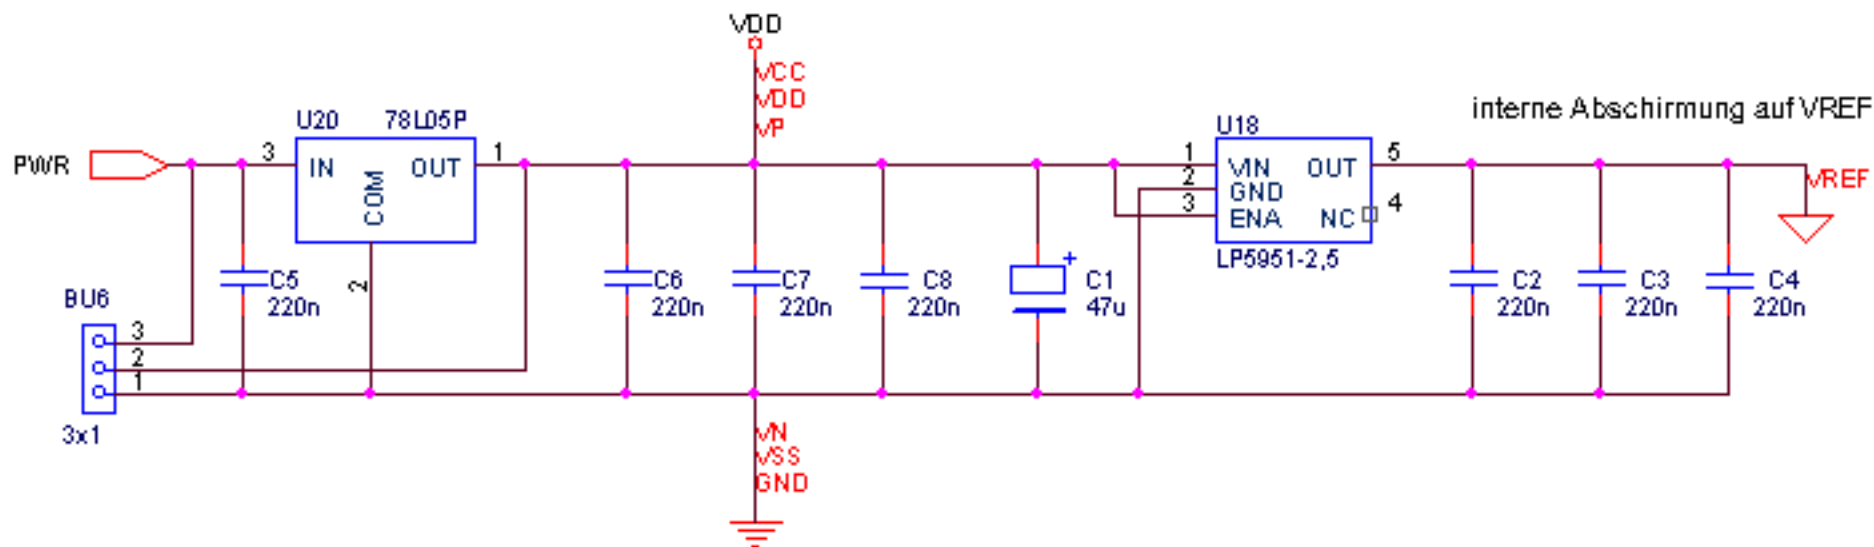 VDD
VCC
VDD
VP
interne Abschirmung auf VREF
U20 78L05P
U18
PWR
3
IN OUT
COM
1
1
2
3
VIN OUT
GND
ENA NC
5
4
VREF
LP5951-2,5
2
C5
220n
C6
220n
C7
220n
C8
220n
+
C1
47u
C2
220n
C3
220n
C4
220n
BU6
3
2
1
3x1
VN
VSS
GND